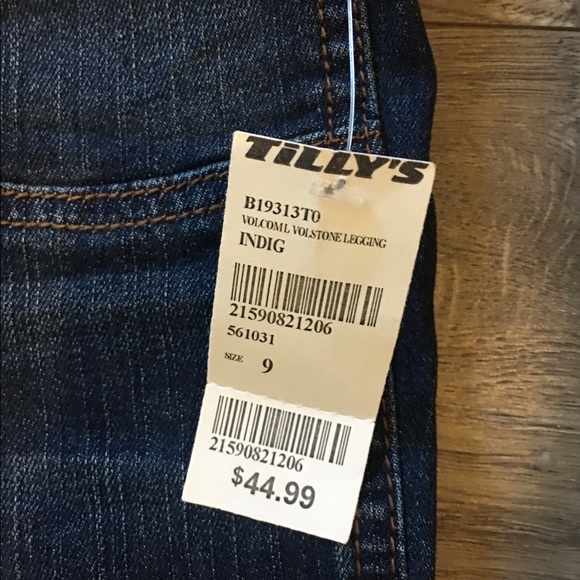 TiLLY'S
B19313T0
VOLCOML VOLSTONE LEGGING
INDIG
21590821206
561031
SIZE 9
21590821206
$44.99